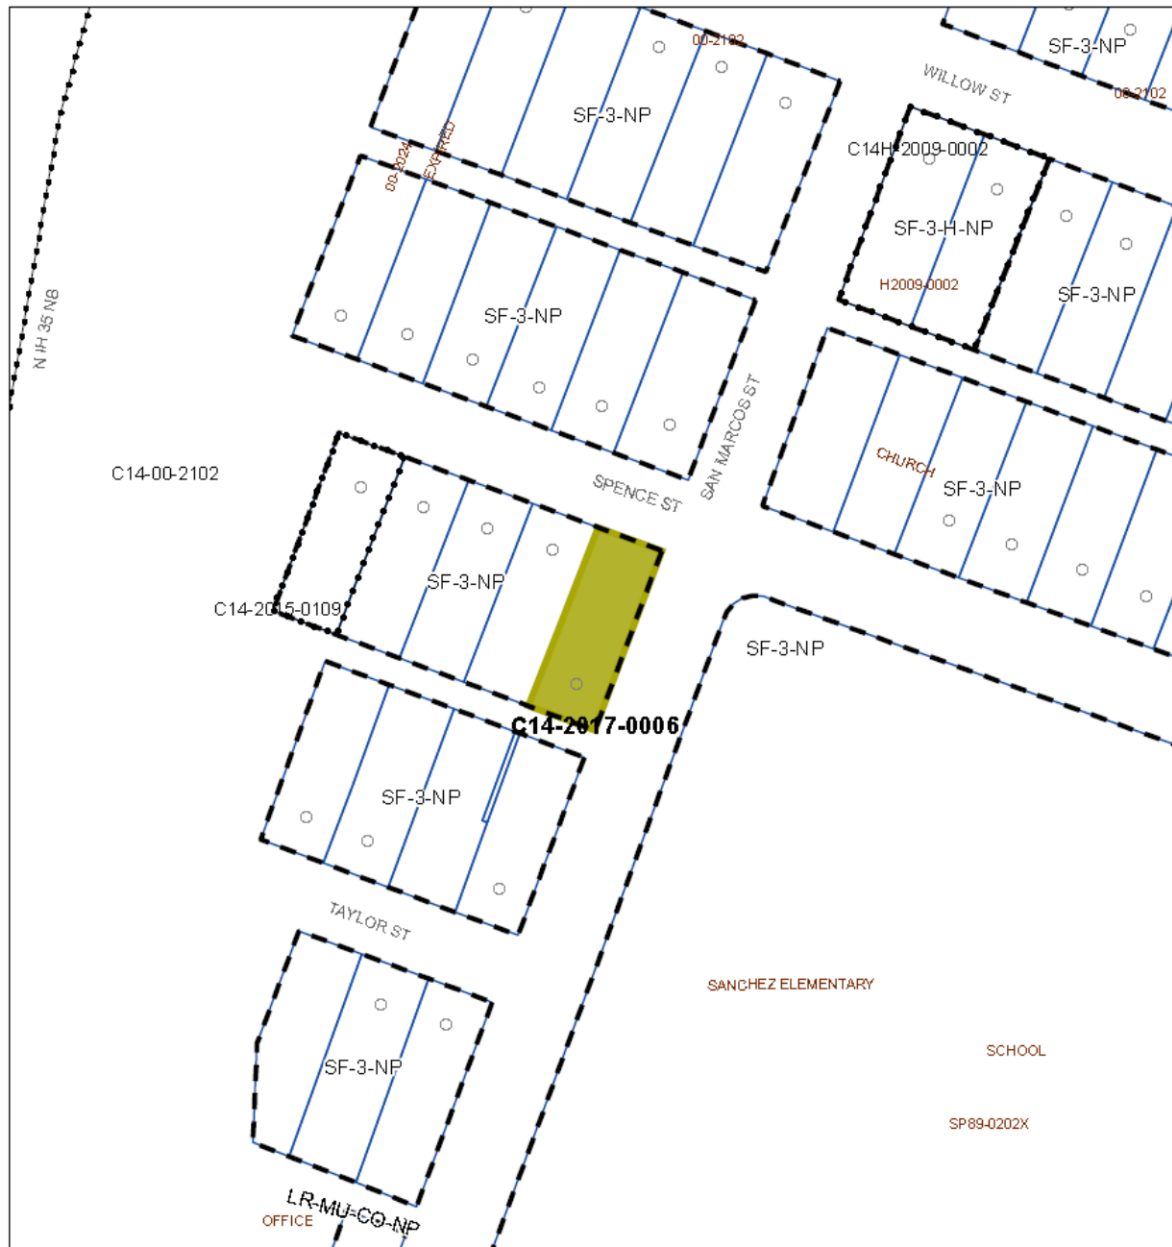 00-2102
SF-3-NP
WILLOW ST
00-2102
SF-3-NP
00-2024
EXPIRED
C14H-2009-0002
SF-3-H-NP
H2009-0002
SF-3-NP
N IH 35 NB
SF-3-NP
SAN MARCOS ST
C14-00-2102
SPENCE ST
CHURCH
SF-3-NP
SF-3-NP
C14-2015-0109
SF-3-NP
C14-2017-0006
SF-3-NP
TAYLOR ST
SANCHEZ ELEMENTARY
SCHOOL
SF-3-NP
SP89-0202X
LR-MU-CO-NP
OFFICE